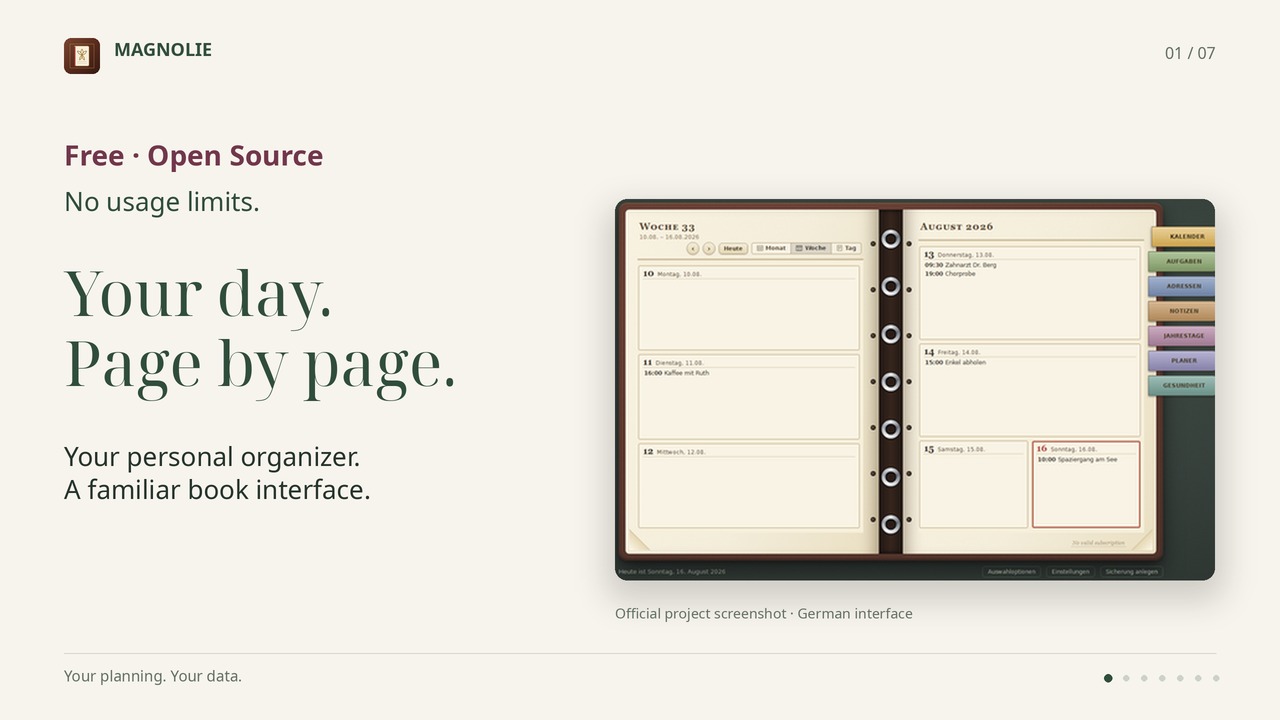 MAGNOLIE
01 / 07
Free · Open Source
No usage limits.
Your day.
Page by page.
Your personal organizer.
A familiar book interface.
Woche 33
10.08. – 16.08.2026
‹ › Heute Monat Woche Tag
10 Montag, 10.08.
11 Dienstag, 11.08.
16:00 Kaffee mit Ruth
12 Mittwoch, 12.08.
August 2026
13 Donnerstag, 13.08.
09:30 Zahnarzt Dr. Berg
19:00 Chorprobe
14 Freitag, 14.08.
15:00 Enkel abholen
15 Samstag, 15.08.
16 Sonntag, 16.08.
10:00 Spaziergang am See
No valid subscription
KALENDER
AUFGABEN
ADRESSEN
NOTIZEN
JAHRESTAGE
PLANER
GESUNDHEIT
Heute ist Sonntag, 16. August 2026
Auswahloptionen Einstellungen Sicherung anlegen
Official project screenshot · German interface
Your planning. Your data.